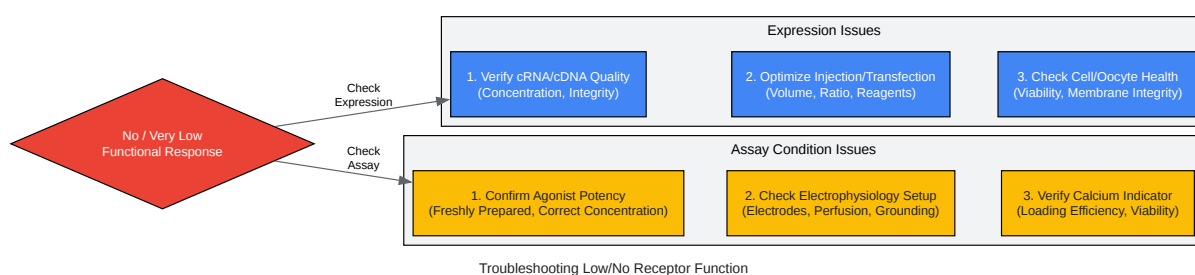 No / Very Low
Functional Response
Check
Expression
Check
Assay
Expression Issues
1. Verify cRNA/cDNA Quality
(Concentration, Integrity)
2. Optimize Injection/Transfection
(Volume, Ratio, Reagents)
3. Check Cell/Oocyte Health
(Viability, Membrane Integrity)
Assay Condition Issues
1. Confirm Agonist Potency
(Freshly Prepared, Correct Concentration)
2. Check Electrophysiology Setup
(Electrodes, Perfusion, Grounding)
3. Verify Calcium Indicator
(Loading Efficiency, Viability)
Troubleshooting Low/No Receptor Function